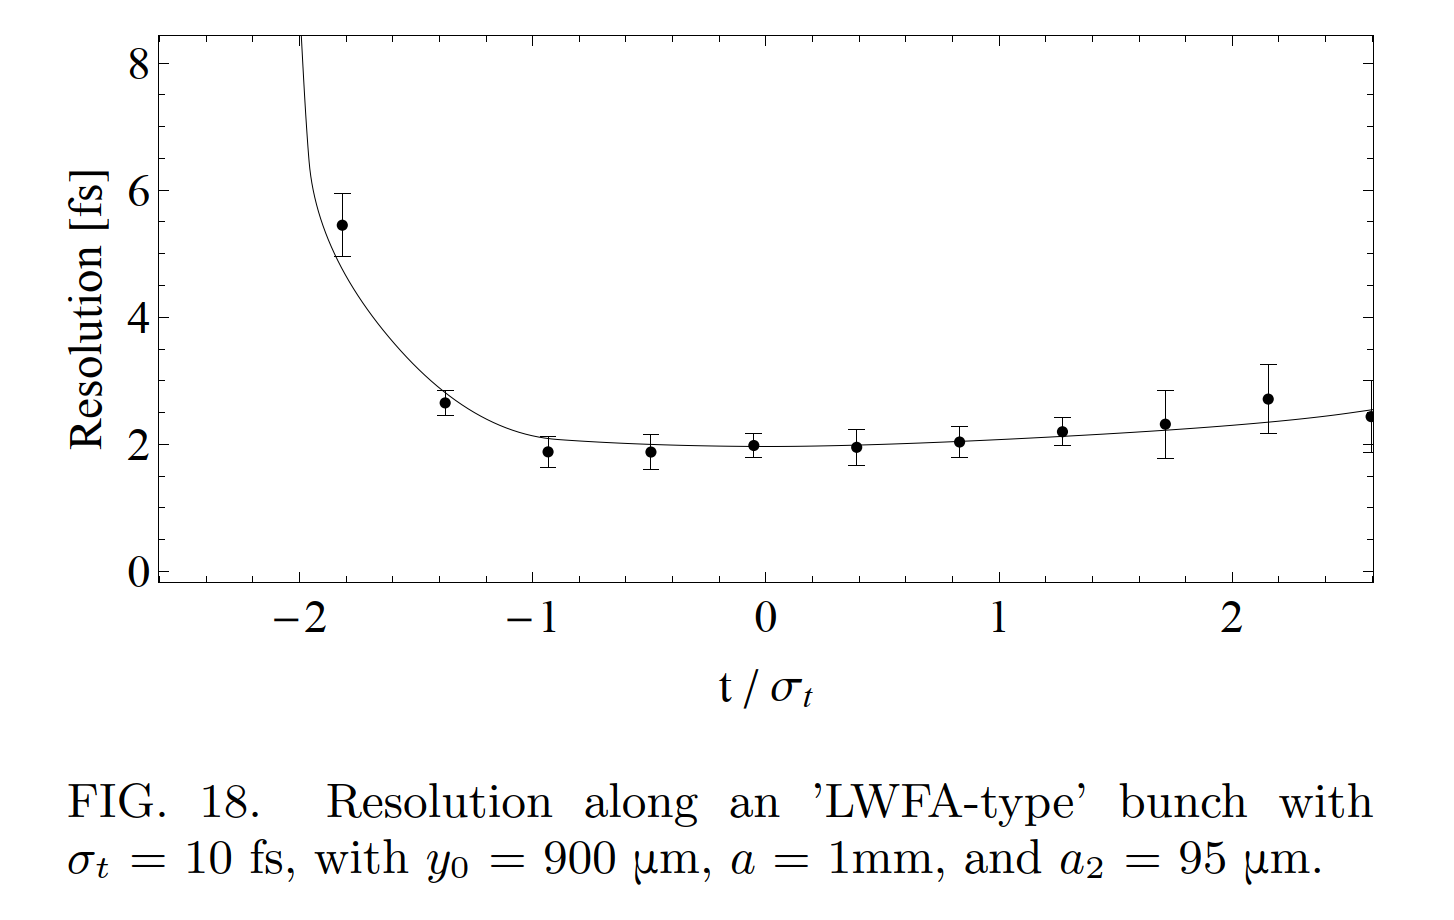 8
6
4
2
0
Resolution [fs]
−2 −1 0 1 2
t / σt
FIG. 18. Resolution along an 'LWFA-type' bunch with
σt = 10 fs, with y0 = 900 µm, a = 1mm, and a2 = 95 µm.